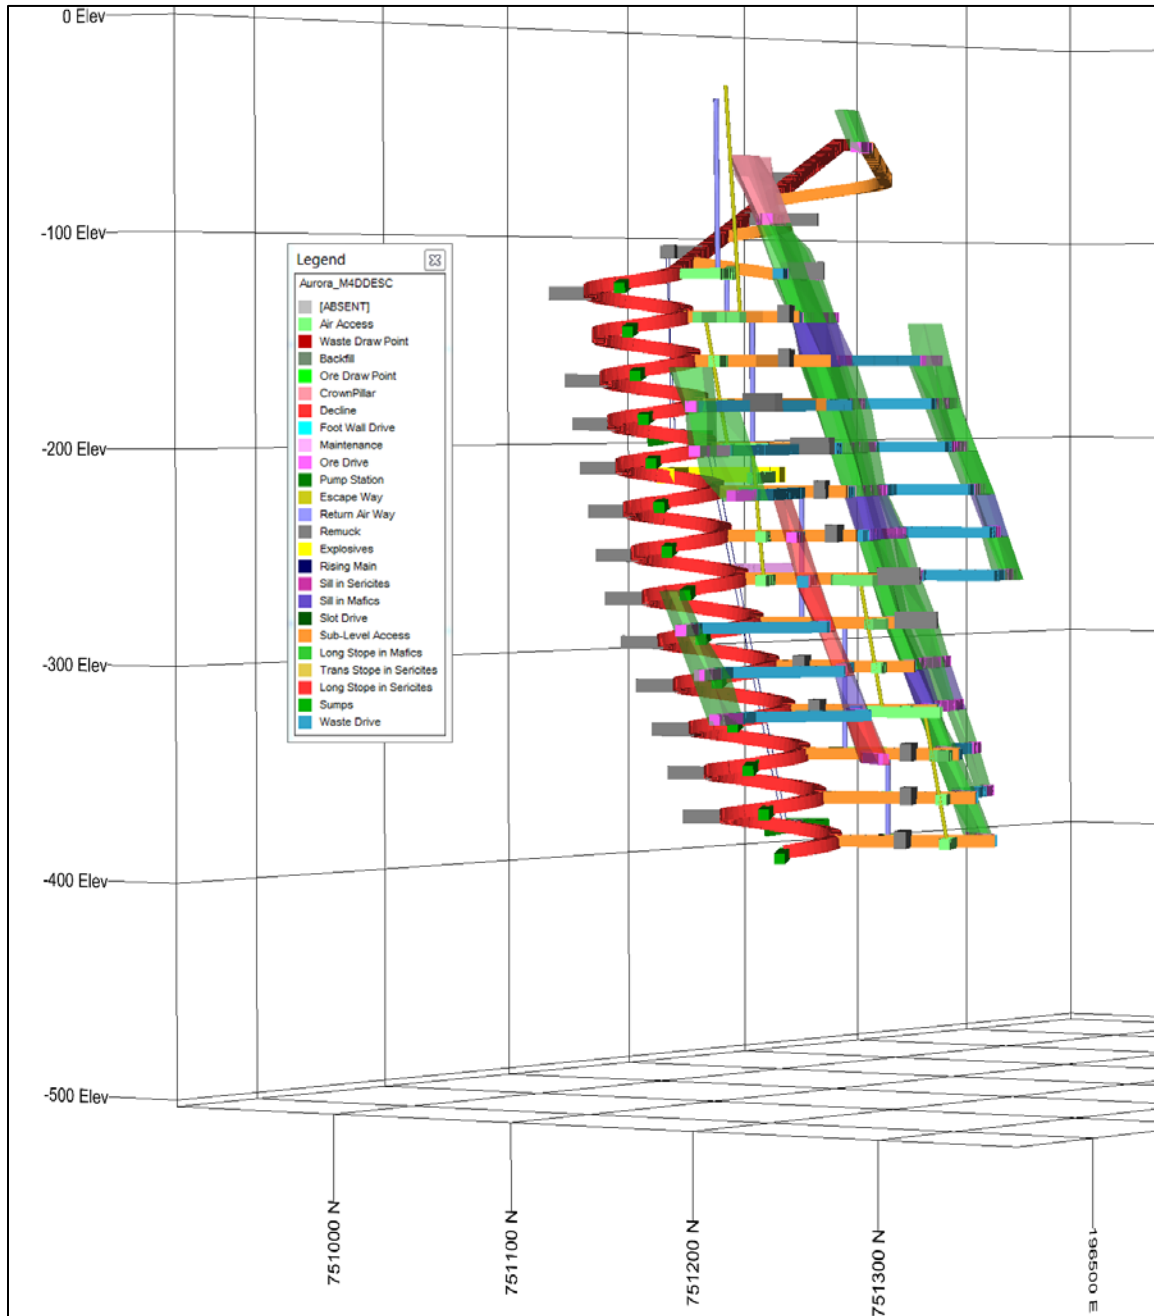 0 Elev
-100 Elev
Legend
Aurora_M4DDESC
[ABSENT]
Air Access
Waste Draw Point
Backfill
Ore Draw Point
CrownPillar
Decline
Foot Wall Drive
Maintenance
Ore Drive
Pump Station
Escape Way
Return Air Way
Remuck
Explosives
Rising Main
Sill in Sericites
Sill in Mafics
Slot Drive
Sub-Level Access
Long Stope in Mafics
Trans Stope in Sericites
Long Stope in Sericites
Sumps
Waste Drive
-200 Elev
-300 Elev
-400 Elev
-500 Elev
751000 N
751100 N
751200 N
751300 N
196500 E